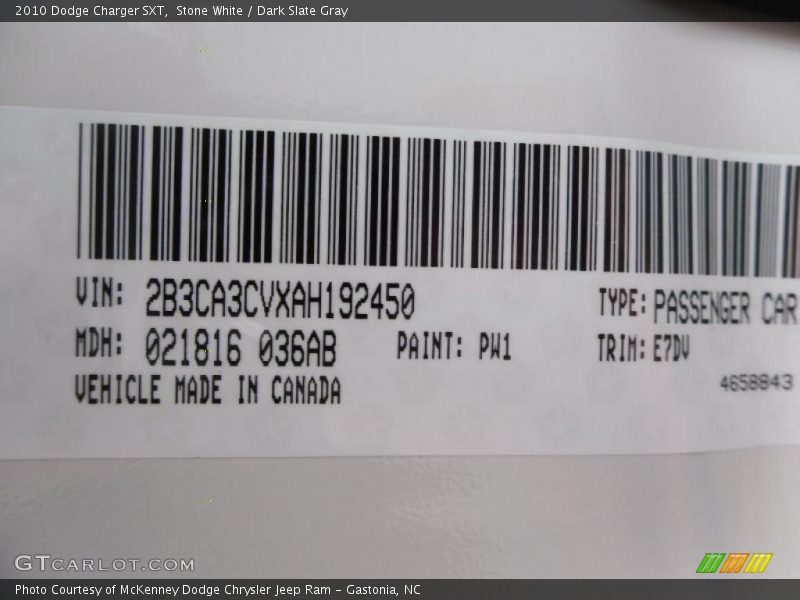 2010 Dodge Charger SXT,  Stone White / Dark Slate Gray
VIN: 2B3CA3CVXAH192450 TYPE: PASSENGER CAR
MDH: 021816 036AB PAINT: PW1 TRIM: E7DV
VEHICLE MADE IN CANADA 4658843
GTCARLOT.COM
Photo Courtesy of McKenney Dodge Chrysler Jeep Ram – Gastonia, NC